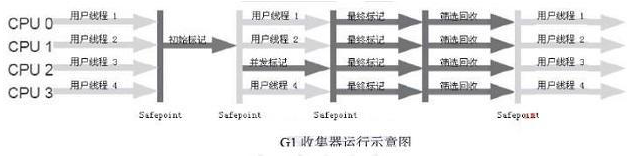 CPU 0 用户线程 1 用户线程 1 最终标记 筛选回收 用户线程 1
初始标记
CPU 1 用户线程 2 用户线程 2 最终标记 筛选回收 用户线程 2
CPU 2 用户线程 3 并发标记 最终标记 筛选回收 用户线程 3
CPU 3 用户线程 4 用户线程 4 最终标记 筛选回收 用户线程 4
Safepoint Safepoint Safepoint Safepoint
G1 收集器运行示意图